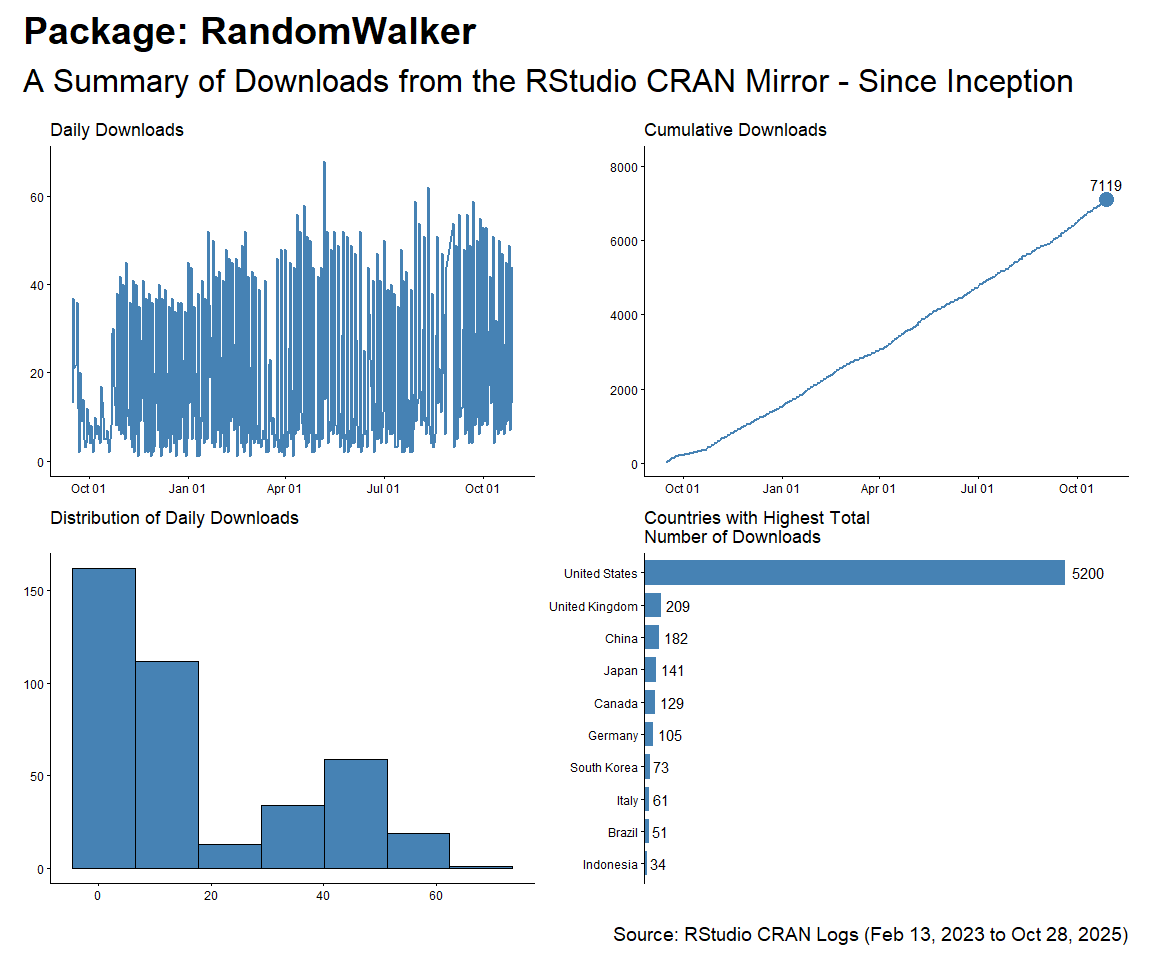 Package: RandomWalker
A Summary of Downloads from the RStudio CRAN Mirror - Since Inception
Daily Downloads
60
40
20
0
Oct 01 Jan 01 Apr 01 Jul 01 Oct 01
Cumulative Downloads
8000
6000
4000
2000
0
7119
Oct 01 Jan 01 Apr 01 Jul 01 Oct 01
Distribution of Daily Downloads
150
100
50
0
0 20 40 60
Countries with Highest Total
Number of Downloads
United States 5200
United Kingdom 209
China 182
Japan 141
Canada 129
Germany 105
South Korea 73
Italy 61
Brazil 51
Indonesia 34
Source: RStudio CRAN Logs (Feb 13, 2023 to Oct 28, 2025)